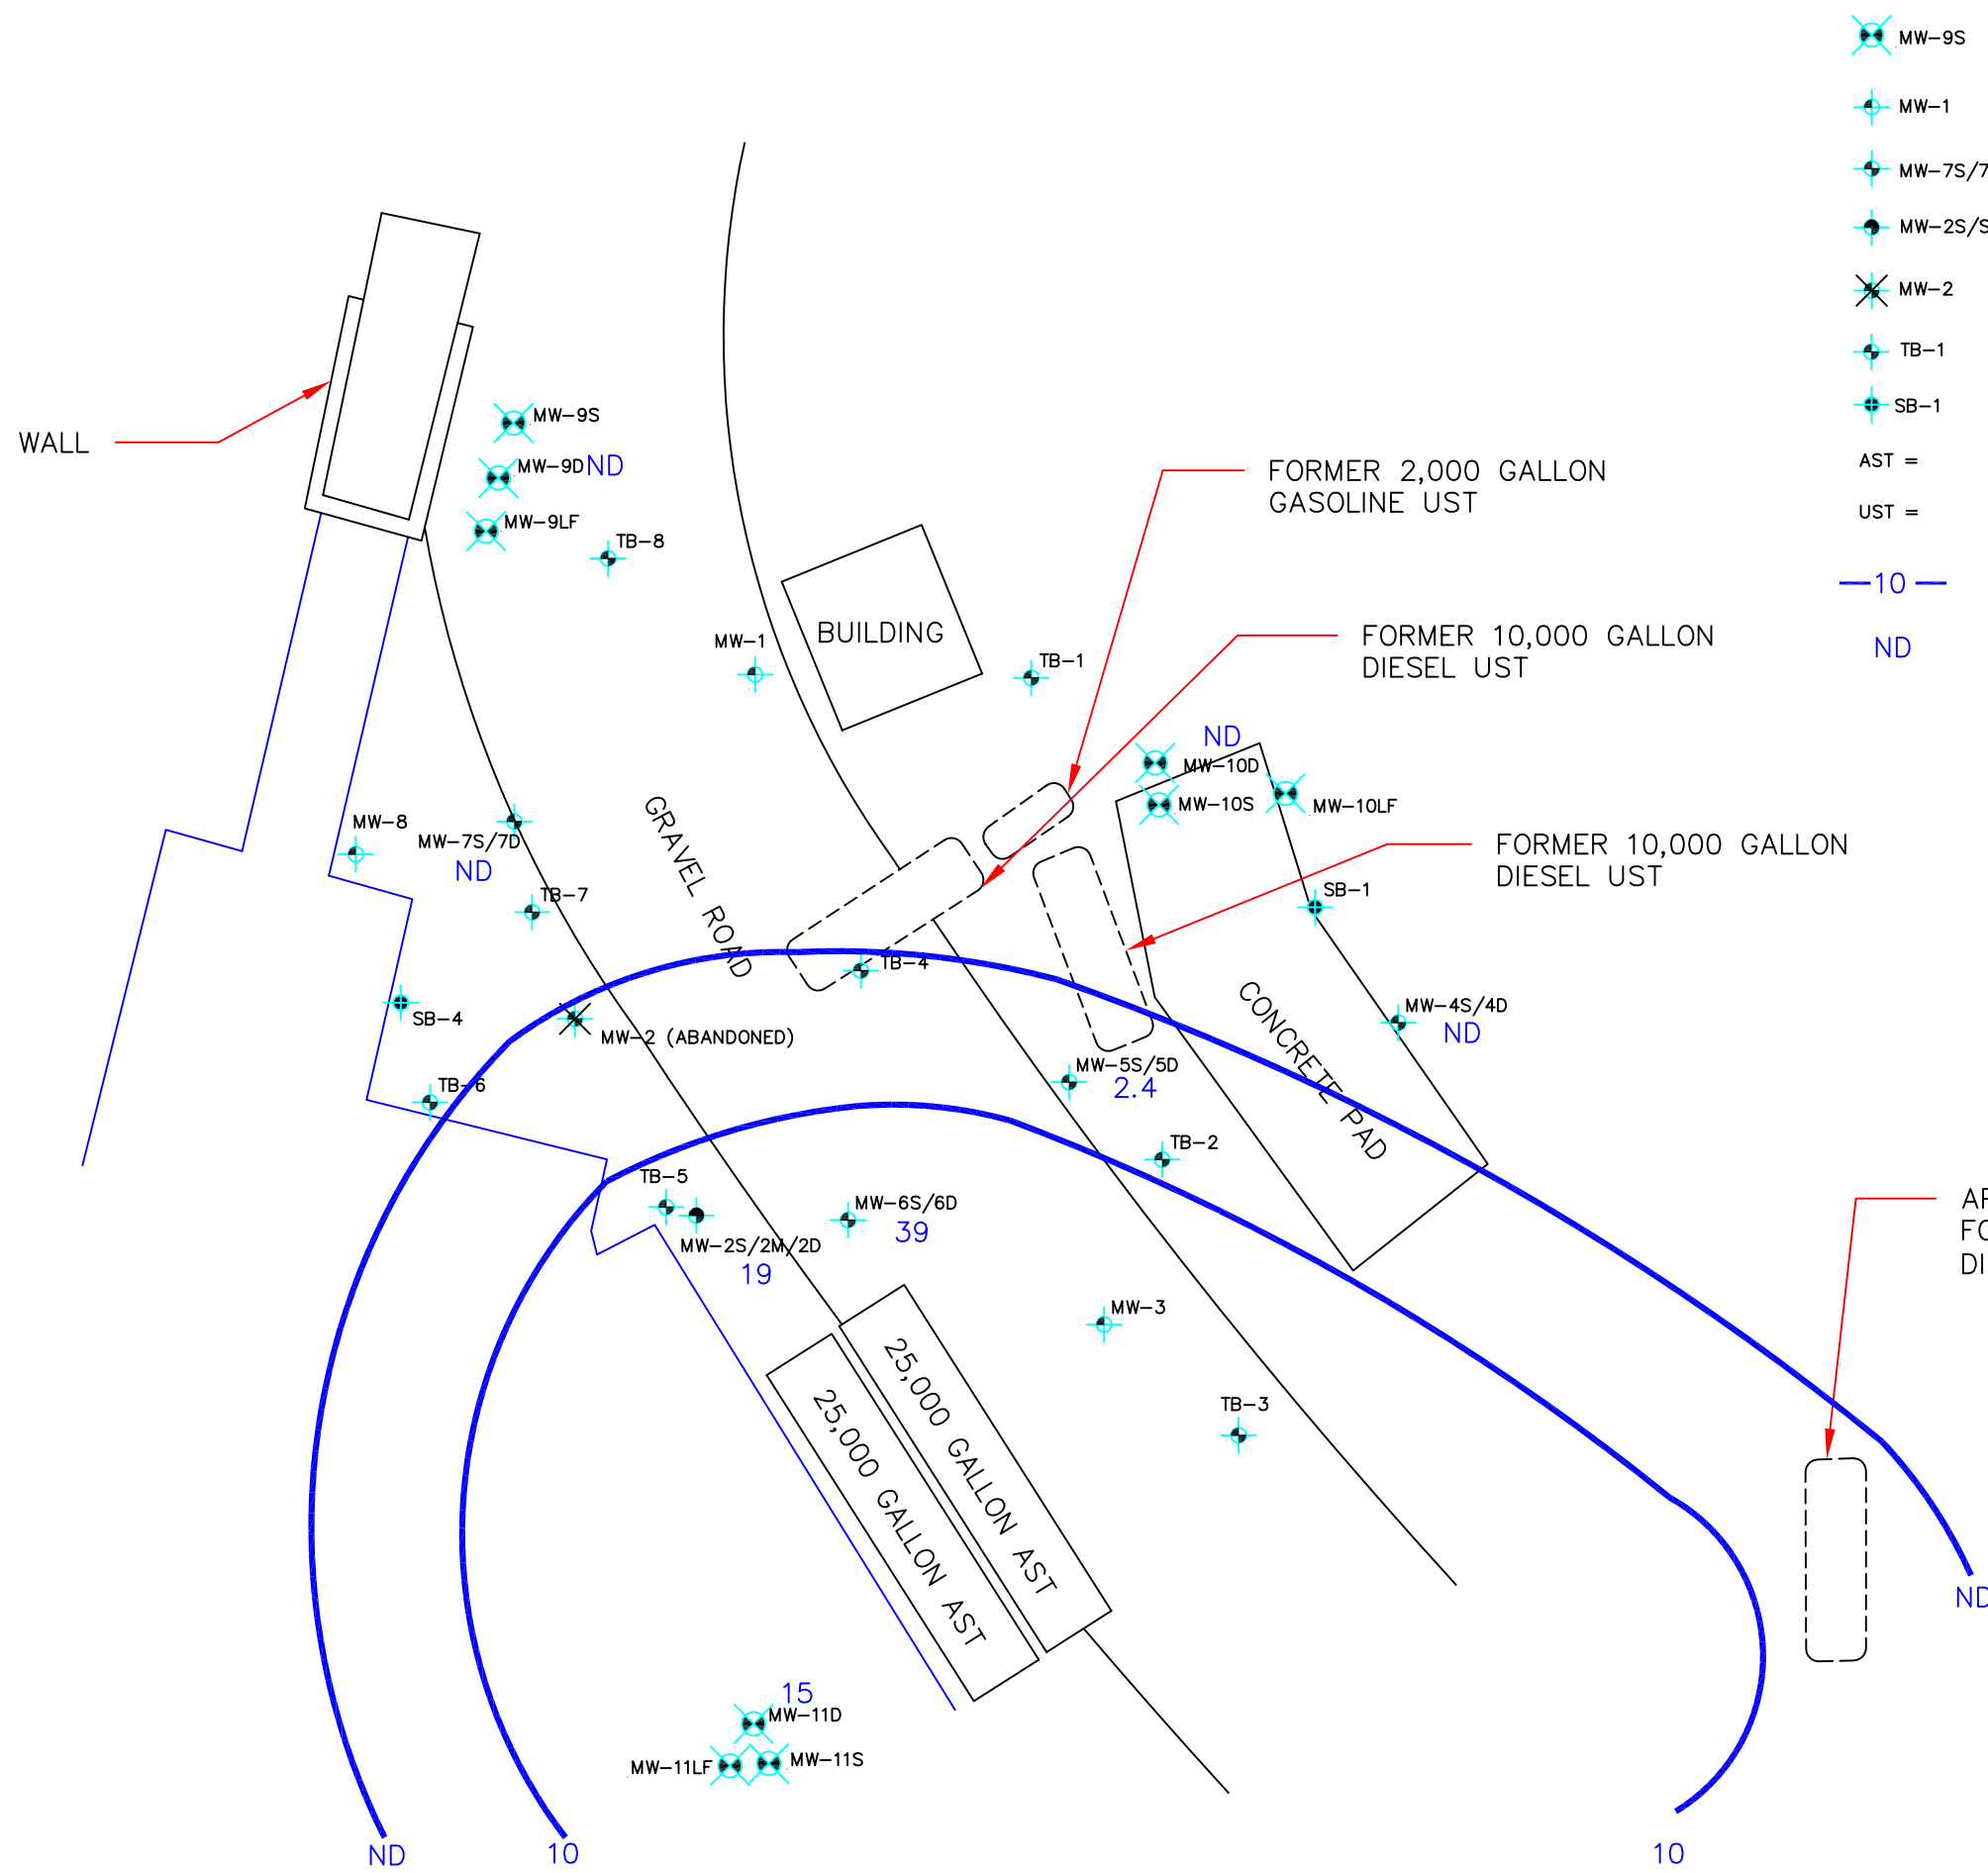 MW-9S
MW-1
MW-7S/7
MW-2S/S
MW-2
TB-1
SB-1
AST =
UST =
10
ND
WALL
MW-9S
MW-9D
ND
MW-9LF
TB-8
FORMER 2,000 GALLON
GASOLINE UST
BUILDING
MW-1
TB-1
FORMER 10,000 GALLON
DIESEL UST
ND
MW-10D
MW-10S
MW-10LF
MW-8
MW-7S/7D
ND
GRAVEL ROAD
FORMER 10,000 GALLON
DIESEL UST
TB-7
SB-1
TB-4
SB-4
MW-2 (ABANDONED)
CONCRETE PAD
MW-4S/4D
ND
MW-5S/5D
2.4
TB-6
TB-2
TB-5
MW-6S/6D
39
MW-2S/2M/2D
19
MW-3
TB-3
25,000 GALLON AST
25,000 GALLON AST
AP
FO
DI
ND
15
MW-11D
MW-11LF
MW-11S
ND
10
10